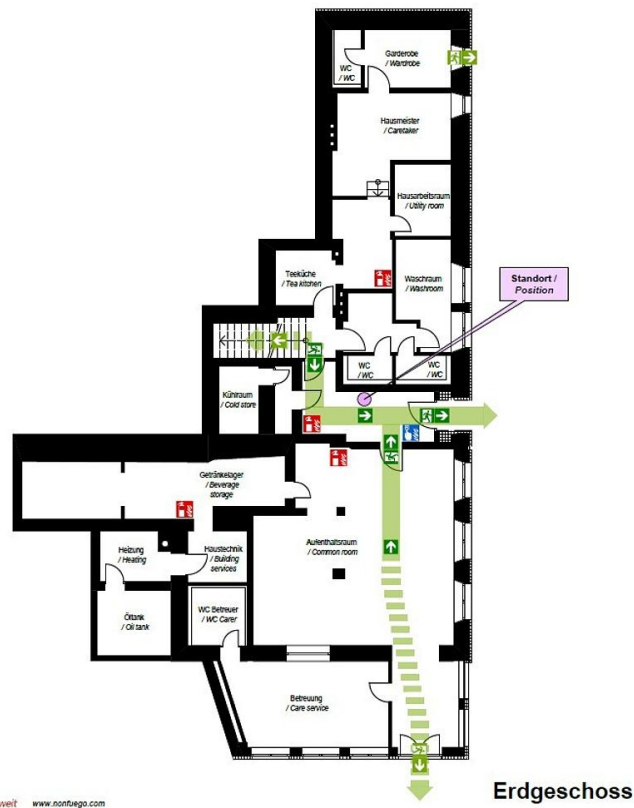 Garderobe
/ Wardrobe
WC
/ WC
Hausmeister
/ Caretaker
Hausarbeitsraum
/ Utility room
Teeküche
/ Tea kitchen
Waschraum
/ Washroom
Standort /
Position
WC
/ WC
WC
/ WC
Kühlraum
/ Cold store
Getränkelager
/ Beverage
storage
Aufenthaltsraum
/ Common room
Heizung
/ Heating
Haustechnik
/ Building
services
Öltank
/ Oil tank
WC Betreuer
/ WC Carer
Betreuung
/ Care service
weit www.nonfuego.com
Erdgeschoss